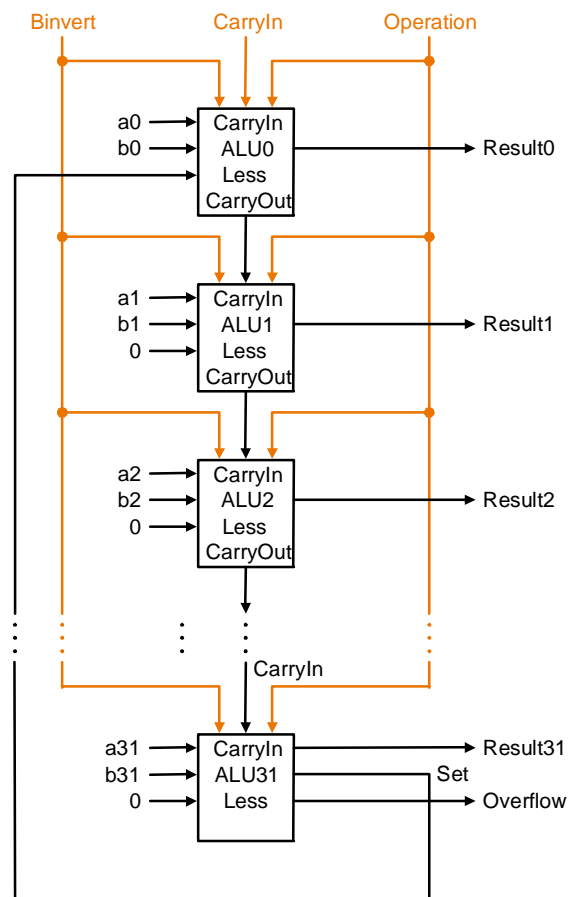 Binvert CarryIn Operation
a0 CarryIn
b0 ALU0 Result0
Less
CarryOut
a1 CarryIn
b1 ALU1 Result1
0 Less
CarryOut
a2 CarryIn
b2 ALU2 Result2
0 Less
CarryOut
CarryIn
a31 CarryIn Result31
b31 ALU31 Set
0 Less Overflow